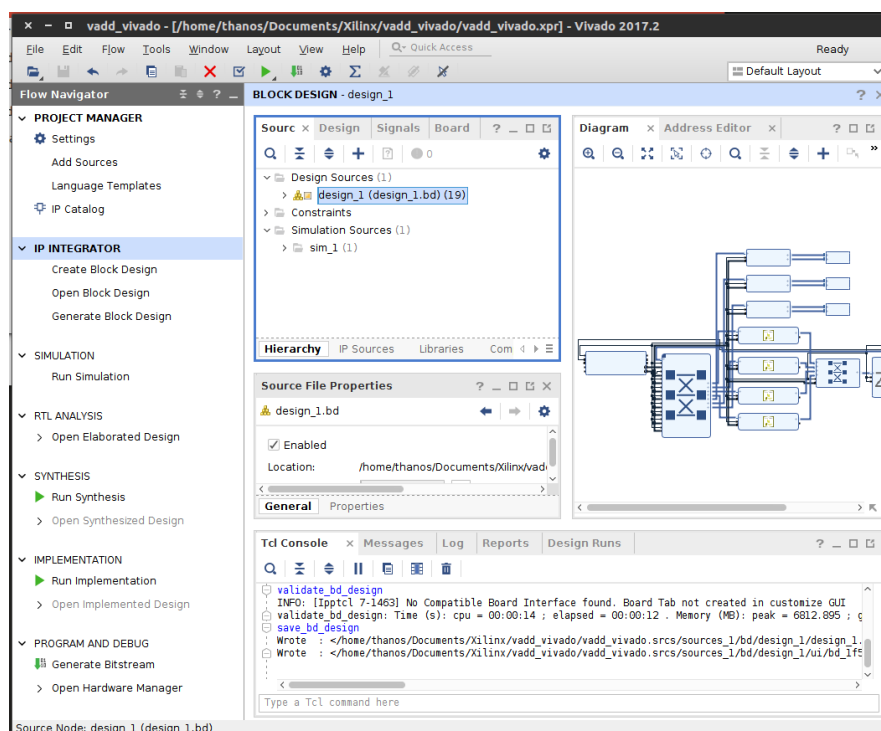 vadd_vivado - [/home/thanos/Documents/Xilinx/vadd_vivado/vadd_vivado.xpr] - Vivado 2017.2
File Edit Flow Tools Window Layout View Help Q- Quick Access Ready
Default Layout
Flow Navigator
PROJECT MANAGER
Settings
Add Sources
Language Templates
IP Catalog
IP INTEGRATOR
Create Block Design
Open Block Design
Generate Block Design
SIMULATION
Run Simulation
RTL ANALYSIS
Open Elaborated Design
SYNTHESIS
Run Synthesis
Open Synthesized Design
IMPLEMENTATION
Run Implementation
Open Implemented Design
PROGRAM AND DEBUG
Generate Bitstream
Open Hardware Manager
BLOCK DESIGN - design_1
Sourc Design Signals Board
0
Design Sources (1)
design_1 (design_1.bd) (19)
Constraints
Simulation Sources (1)
sim_1 (1)
Hierarchy IP Sources Libraries Com
Source File Properties
design_1.bd
Enabled
Location: /home/thanos/Documents/Xilinx/vadd
General Properties
Diagram Address Editor
Tcl Console Messages Log Reports Design Runs
validate_bd_design
INFO: [Ipptcl 7-1463] No Compatible Board Interface found. Board Tab not created in customize GUI
validate_bd_design: Time (s): cpu = 00:00:14 ; elapsed = 00:00:12 . Memory (MB): peak = 6812.895 ; g
save_bd_design
Wrote : </home/thanos/Documents/Xilinx/vadd_vivado/vadd_vivado.srcs/sources_1/bd/design_1/design_1.
Wrote : </home/thanos/Documents/Xilinx/vadd_vivado/vadd_vivado.srcs/sources_1/bd/design_1/ui/bd_1f5
Type a Tcl command here
Source Node: design_1 (design_1.bd)